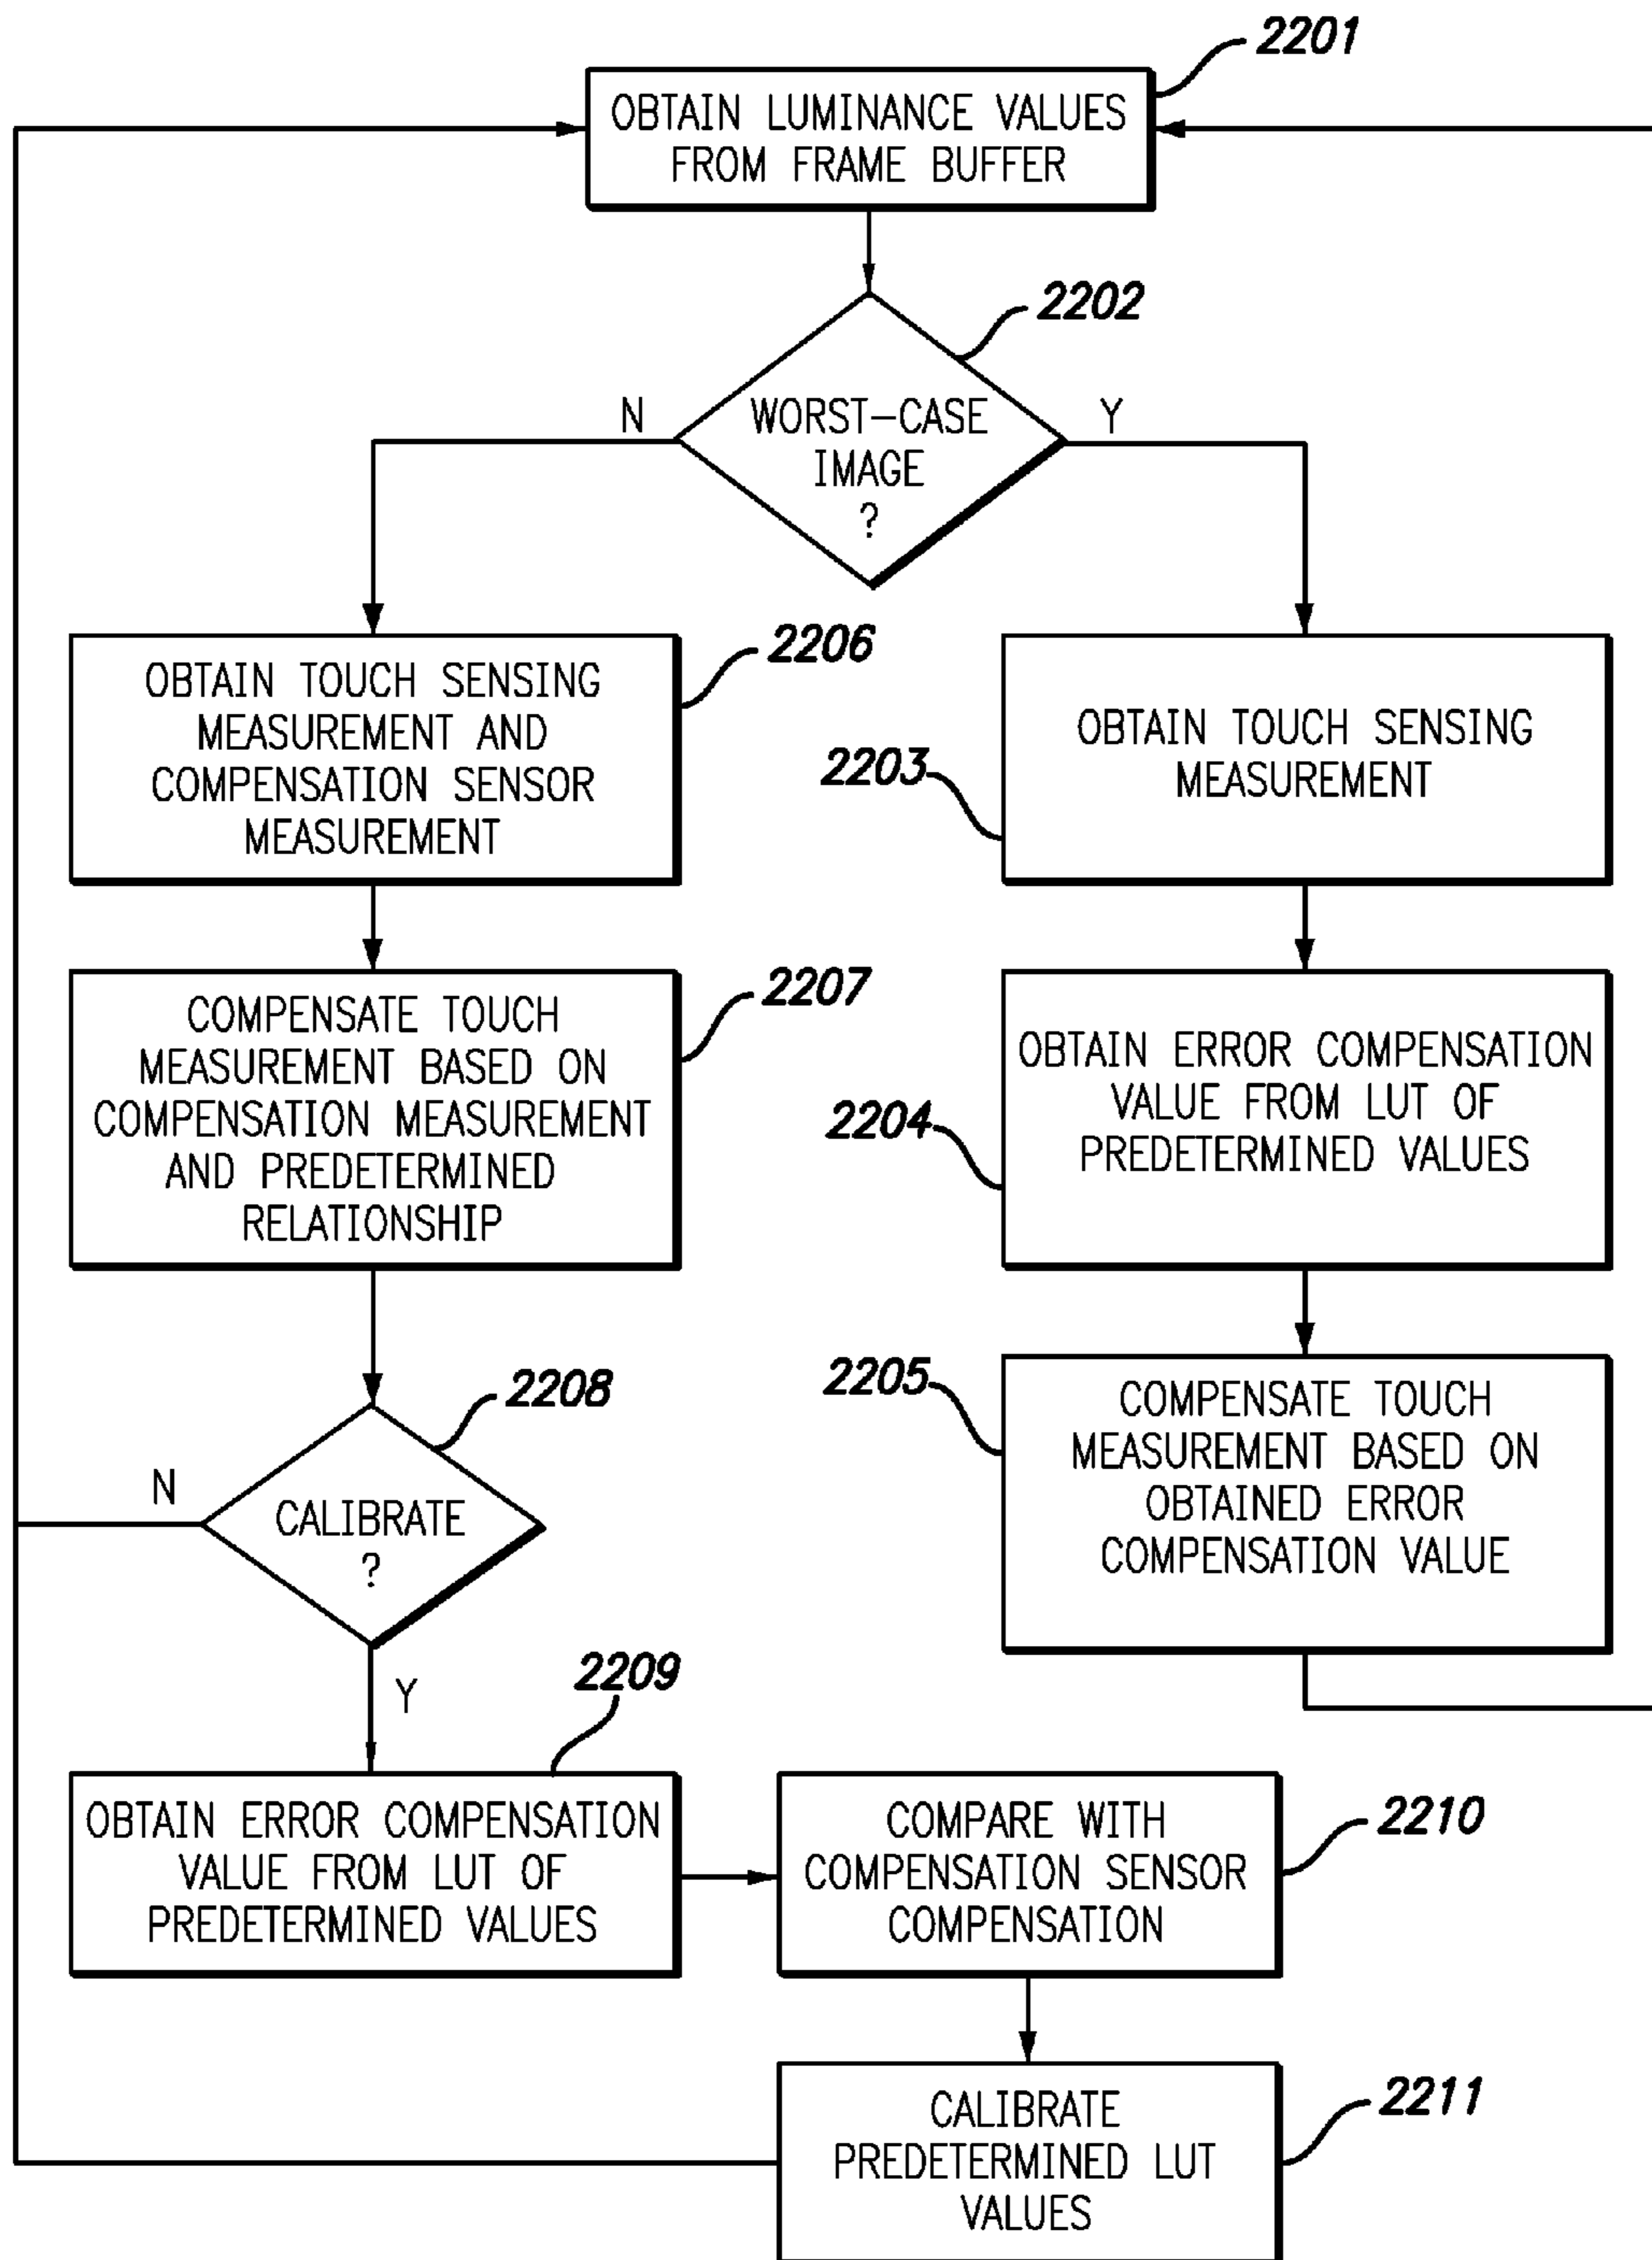 2201
OBTAIN LUMINANCE VALUES
FROM FRAME BUFFER
2202
WORST-CASE
IMAGE
?
N
Y
2206
OBTAIN TOUCH SENSING
MEASUREMENT AND
COMPENSATION SENSOR
MEASUREMENT
2203
OBTAIN TOUCH SENSING
MEASUREMENT
2207
COMPENSATE TOUCH
MEASUREMENT BASED ON
COMPENSATION MEASUREMENT
AND PREDETERMINED
RELATIONSHIP
2204
OBTAIN ERROR COMPENSATION
VALUE FROM LUT OF
PREDETERMINED VALUES
2208
CALIBRATE
?
N
Y
2205
COMPENSATE TOUCH
MEASUREMENT BASED ON
OBTAINED ERROR
COMPENSATION VALUE
2209
OBTAIN ERROR COMPENSATION
VALUE FROM LUT OF
PREDETERMINED VALUES
2210
COMPARE WITH
COMPENSATION SENSOR
COMPENSATION
2211
CALIBRATE
PREDETERMINED LUT
VALUES